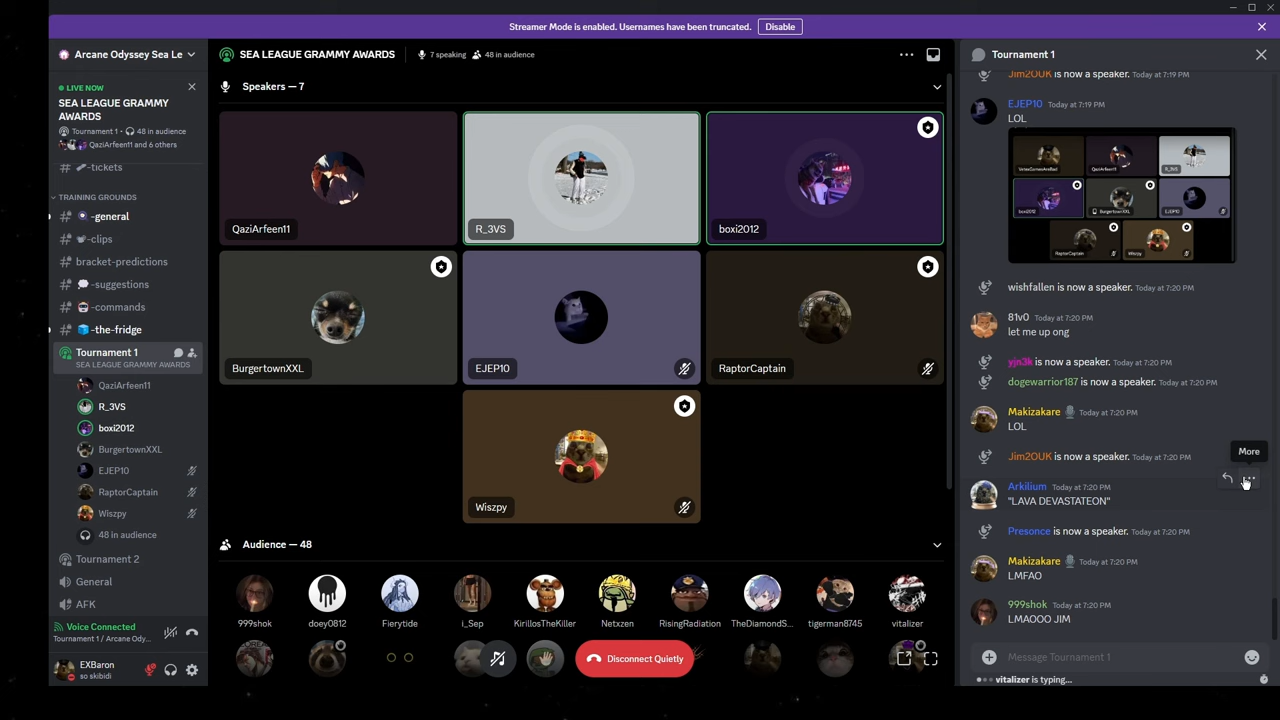 Streamer Mode is enabled. Usernames have been truncated.
Disable
Arcane Odyssey Sea Le
LIVE NOW
SEA LEAGUE GRAMMY
AWARDS
Tournament 1 • 48 in audience
QaziArfeen11 and 6 others
-tickets
TRAINING GROUNDS
-general
-clips
bracket-predictions
-suggestions
-commands
-the-fridge
Tournament 1
SEA LEAGUE GRAMMY AWARDS
QaziArfeen11
R_3VS
boxi2012
BurgertownXXL
EJEP10
RaptorCaptain
Wiszpy
48 in audience
Tournament 2
General
AFK
Voice Connected
Tournament 1 / Arcane Ody...
EXBaron
so skibidi
SEA LEAGUE GRAMMY AWARDS
7 speaking
48 in audience
Speakers — 7
QaziArfeen11
R_3VS
boxi2012
BurgertownXXL
EJEP10
RaptorCaptain
Wiszpy
Audience — 48
999shok
doey0812
Fierytide
i_Sep
KirillosTheKiller
Netxzen
RisingRadiation
TheDiamondS...
tigerman8745
vitalizer
Disconnect Quietly
Tournament 1
Jim2OUK is now a speaker. Today at 7:19 PM
EJEP10 Today at 7:19 PM
LOL
QaziArfeen11
R_3VS
boxi2012
BurgertownXXL
EJEP10
RaptorCaptain
Wiszpy
wishfallen is now a speaker. Today at 7:20 PM
81v0 Today at 7:20 PM
let me up ong
yjn3k is now a speaker. Today at 7:20 PM
dogewarrior187 is now a speaker. Today at 7:20 PM
Makizakare Today at 7:20 PM
LOL
Jim2OUK is now a speaker. Today at 7:20 PM
More
Arkilium Today at 7:20 PM
"LAVA DEVASTATEON"
Presonce is now a speaker. Today at 7:20 PM
Makizakare Today at 7:20 PM
LMFAO
999shok Today at 7:20 PM
LMAOOO JIM
Message Tournament 1
vitalizer is typing...